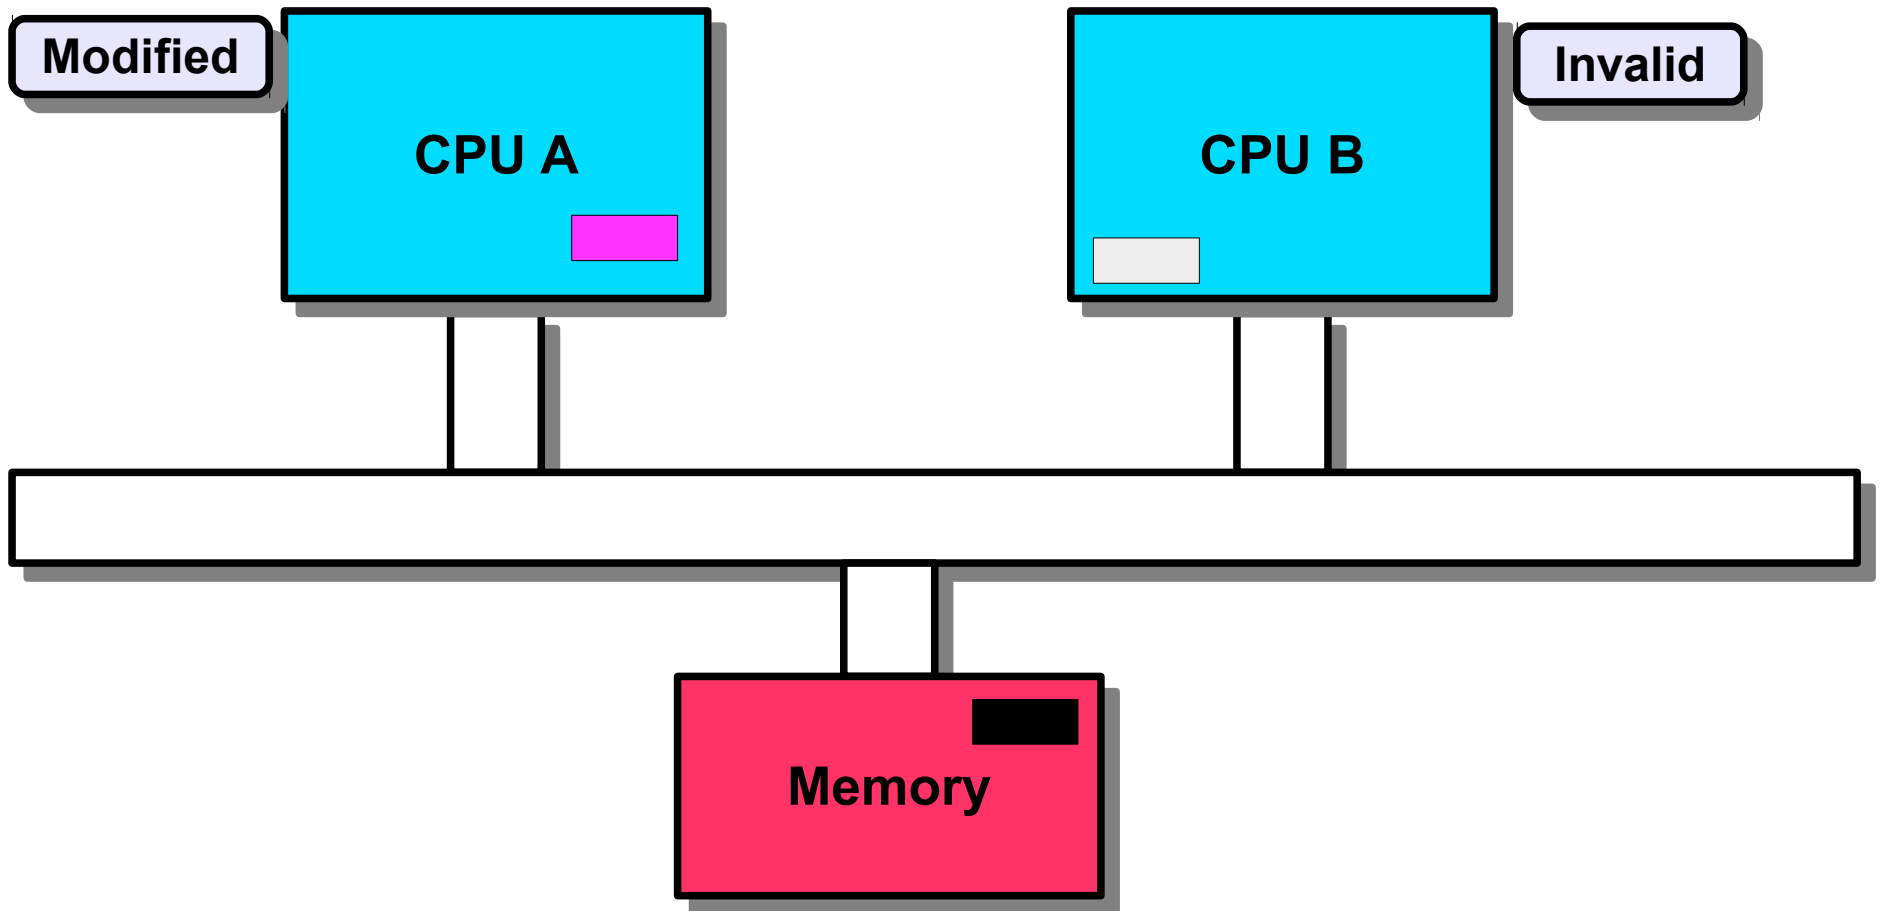 Modified
Invalid
CPU A
CPU B
Memory